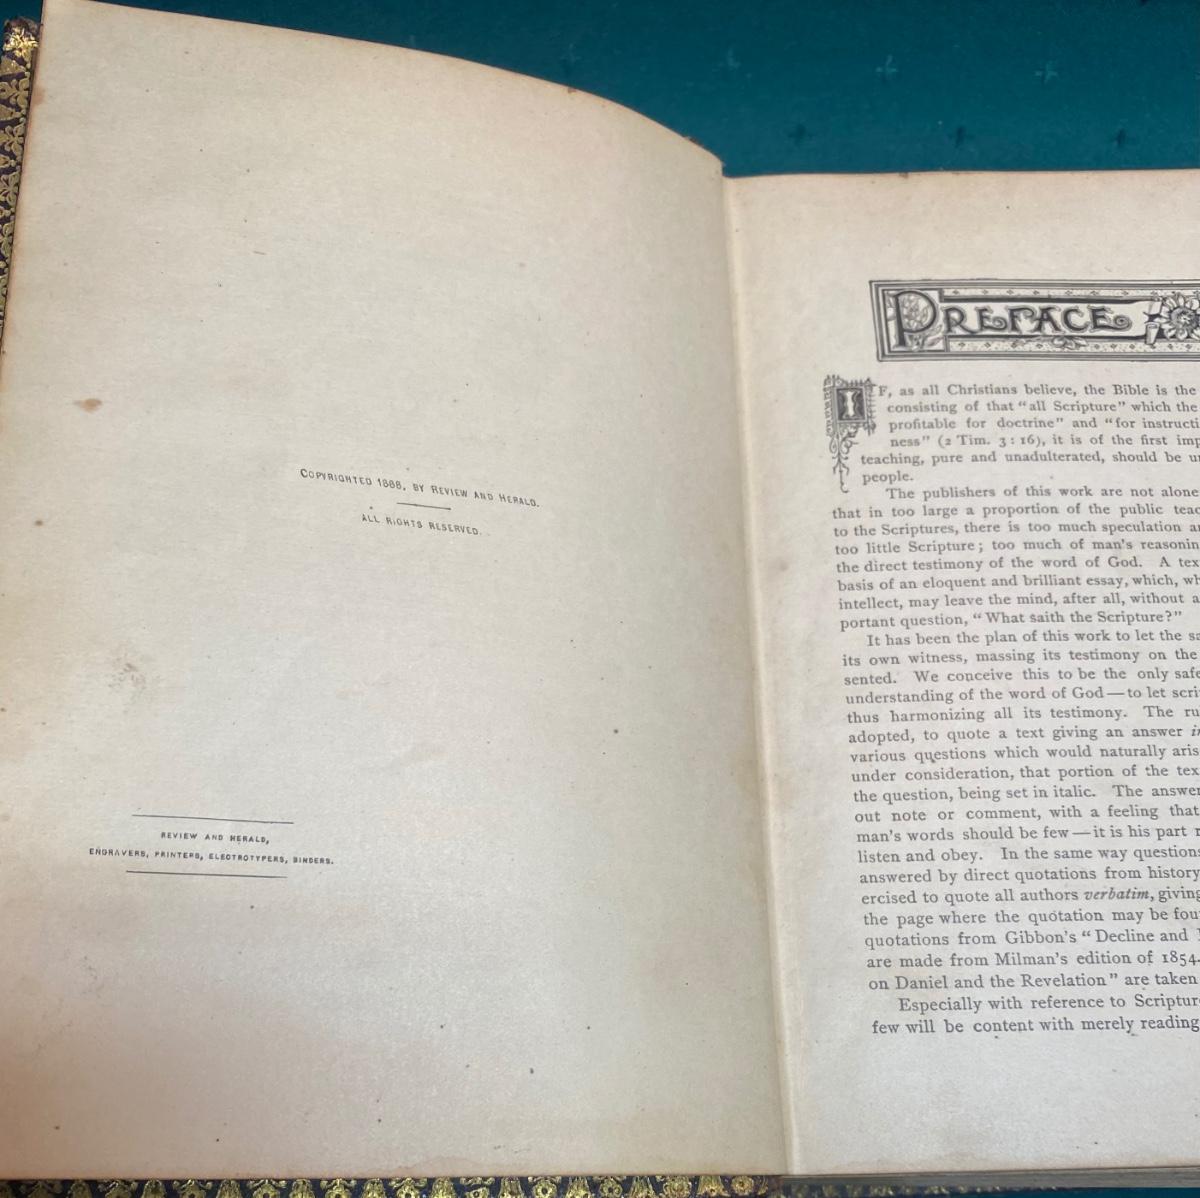 COPYRIGHTED 1888, BY REVIEW AND HERALD.
ALL RIGHTS RESERVED.
REVIEW AND HERALD,
ENGRAVERS, PRINTERS, ELECTROTYPERS, BINDERS.
PREFACE
IF, as all Christians believe, the Bible is the
consisting of that "all Scripture" which the
profitable for doctrine" and "for instructi
ness" (2 Tim. 3:16), it is of the first imp
teaching, pure and unadulterated, should be u
people.
The publishers of this work are not alone
that in too large a proportion of the public teac
to the Scriptures, there is too much speculation a
too little Scripture; too much of man's reasonin
the direct testimony of the word of God. A tex
basis of an eloquent and brilliant essay, which, wh
intellect, may leave the mind, after all, without a
portant question, "What saith the Scripture?"
It has been the plan of this work to let the sa
its own witness, massing its testimony on the
sented. We conceive this to be the only safe
understanding of the word of God—to let scri
thus harmonizing all its testimony. The ru
adopted, to quote a text giving an answer i
various questions which would naturally aris
under consideration, that portion of the tex
the question, being set in italic. The answer
out note or comment, with a feeling that
man's words should be few—it is his part
listen and obey. In the same way questions
answered by direct quotations from history
ercised to quote all authors verbatim, giving
the page where the quotation may be fou
quotations from Gibbon's "Decline and
are made from Milman's edition of 1854.
on Daniel and the Revelation" are taken
Especially with reference to Scriptur
few will be content with merely reading